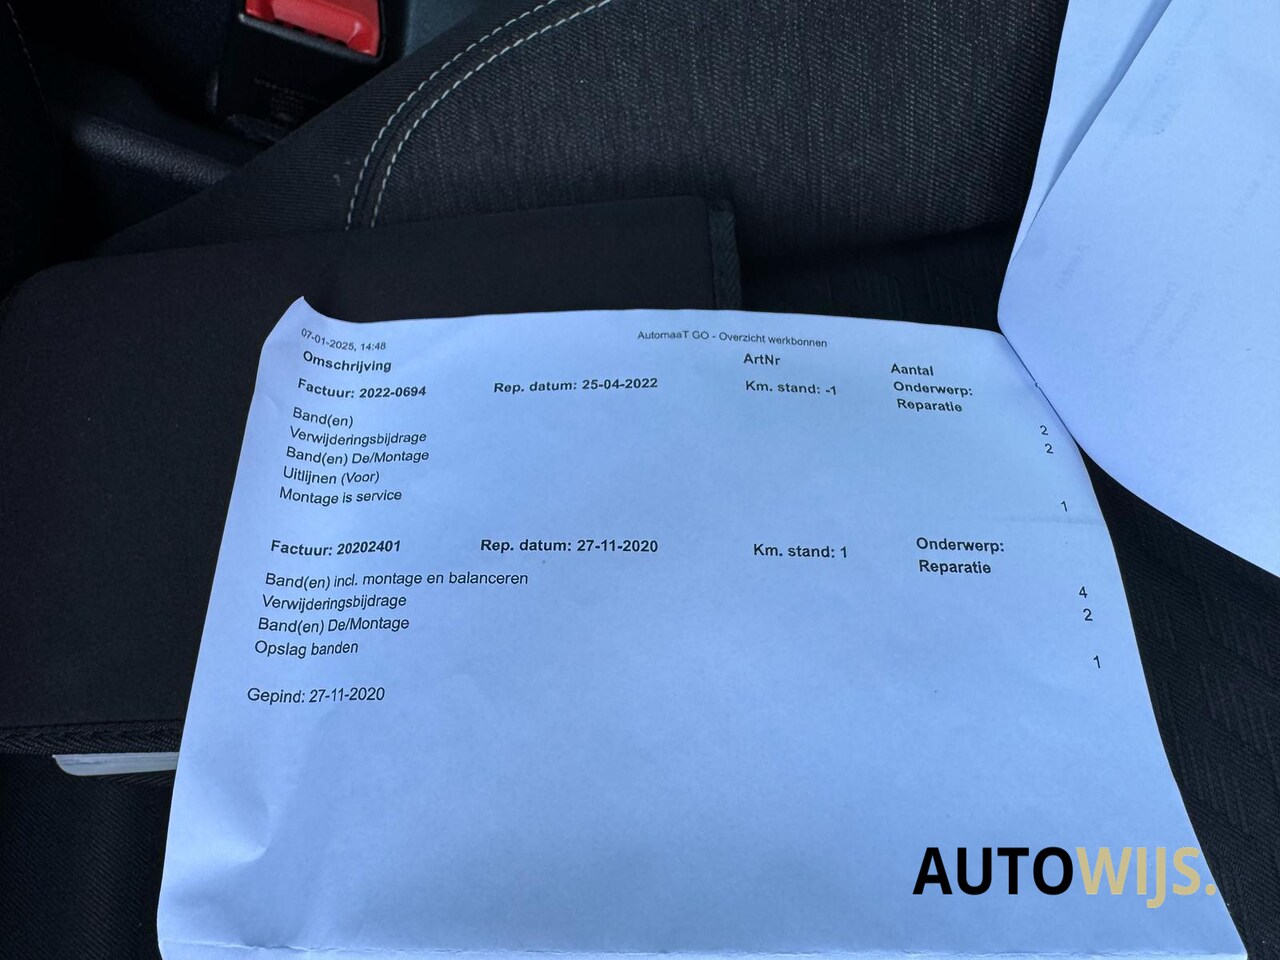 07-01-2025, 14:48 AutomaaT GO - Overzicht werkbonnen
Omschrijving ArtNr Aantal
Factuur: 2022-0694 Rep. datum: 25-04-2022 Km. stand: -1 Onderwerp:
Reparatie
Band(en) 2
Verwijderingsbijdrage 2
Band(en) De/Montage
Uitlijnen (Voor)
Montage is service 1
Factuur: 20202401 Rep. datum: 27-11-2020 Km. stand: 1 Onderwerp:
Reparatie
Band(en) incl. montage en balanceren 4
Verwijderingsbijdrage 2
Band(en) De/Montage
Opslag banden 1
Gepind: 27-11-2020
AUTOWIJS.